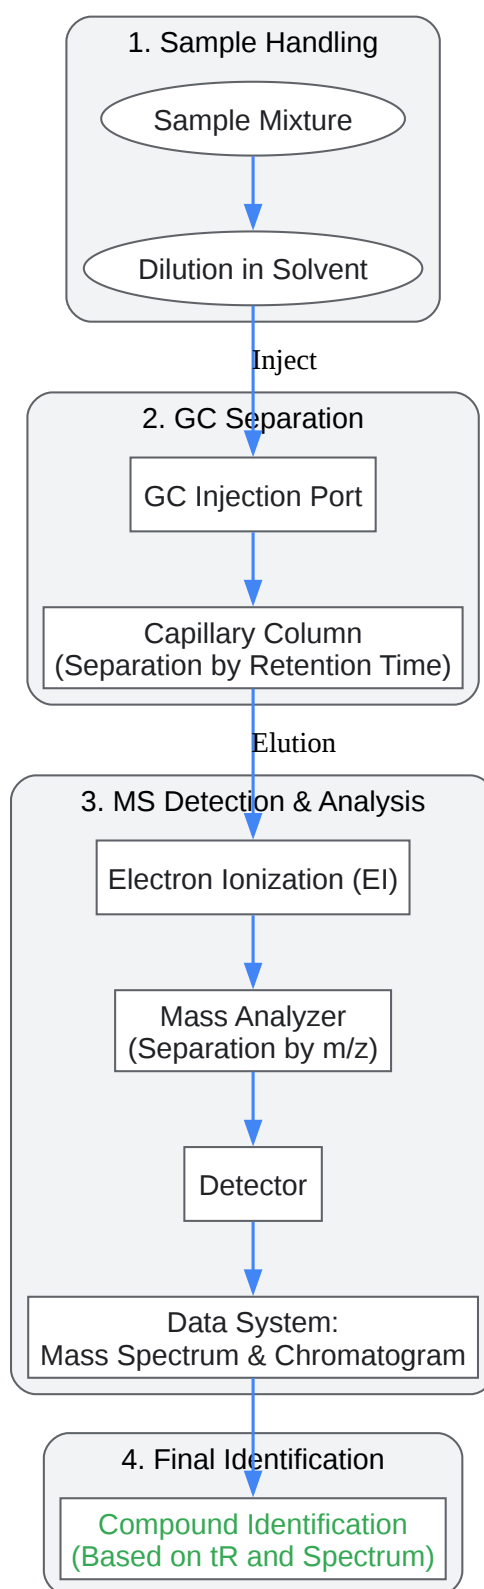 1. Sample Handling
Sample Mixture
Dilution in Solvent
Inject
2. GC Separation
GC Injection Port
Capillary Column
(Separation by Retention Time)
Elution
3. MS Detection & Analysis
Electron Ionization (EI)
Mass Analyzer
(Separation by m/z)
Detector
Data System:
Mass Spectrum & Chromatogram
4. Final Identification
Compound Identification
(Based on tR and Spectrum)